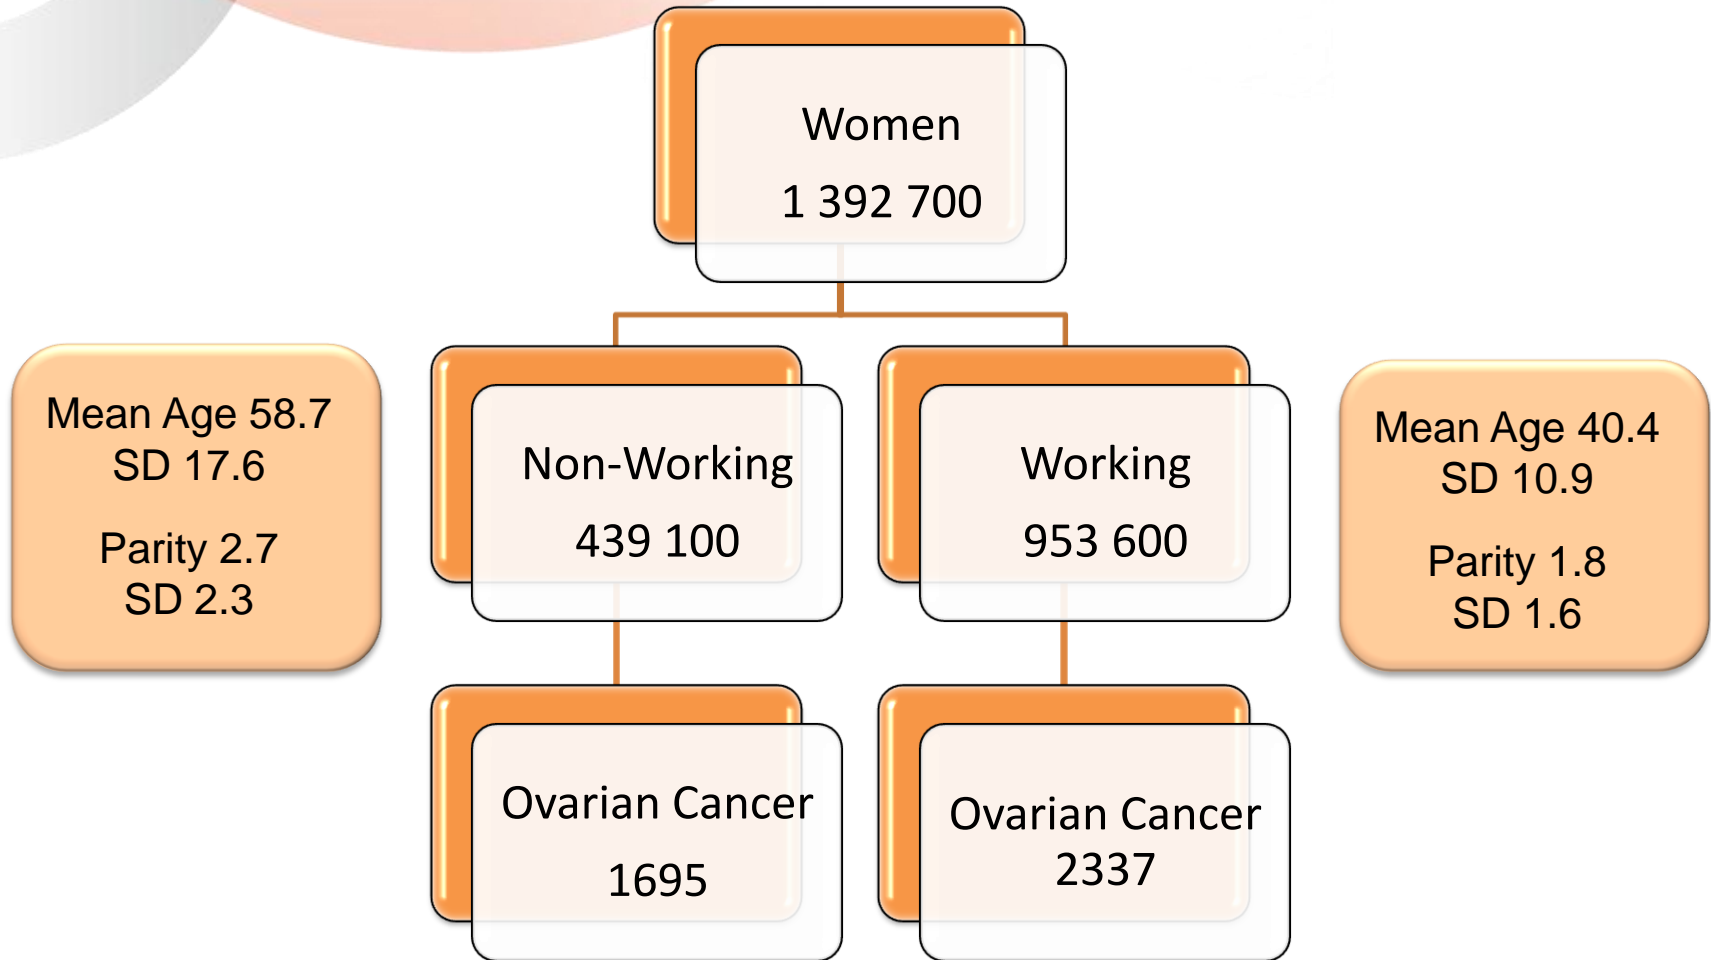 Women
1 392 700
Mean Age 58.7
SD 17.6
Parity 2.7
SD 2.3
Non-Working
439 100
Working
953 600
Mean Age 40.4
SD 10.9
Parity 1.8
SD 1.6
Ovarian Cancer
1695
Ovarian Cancer
2337